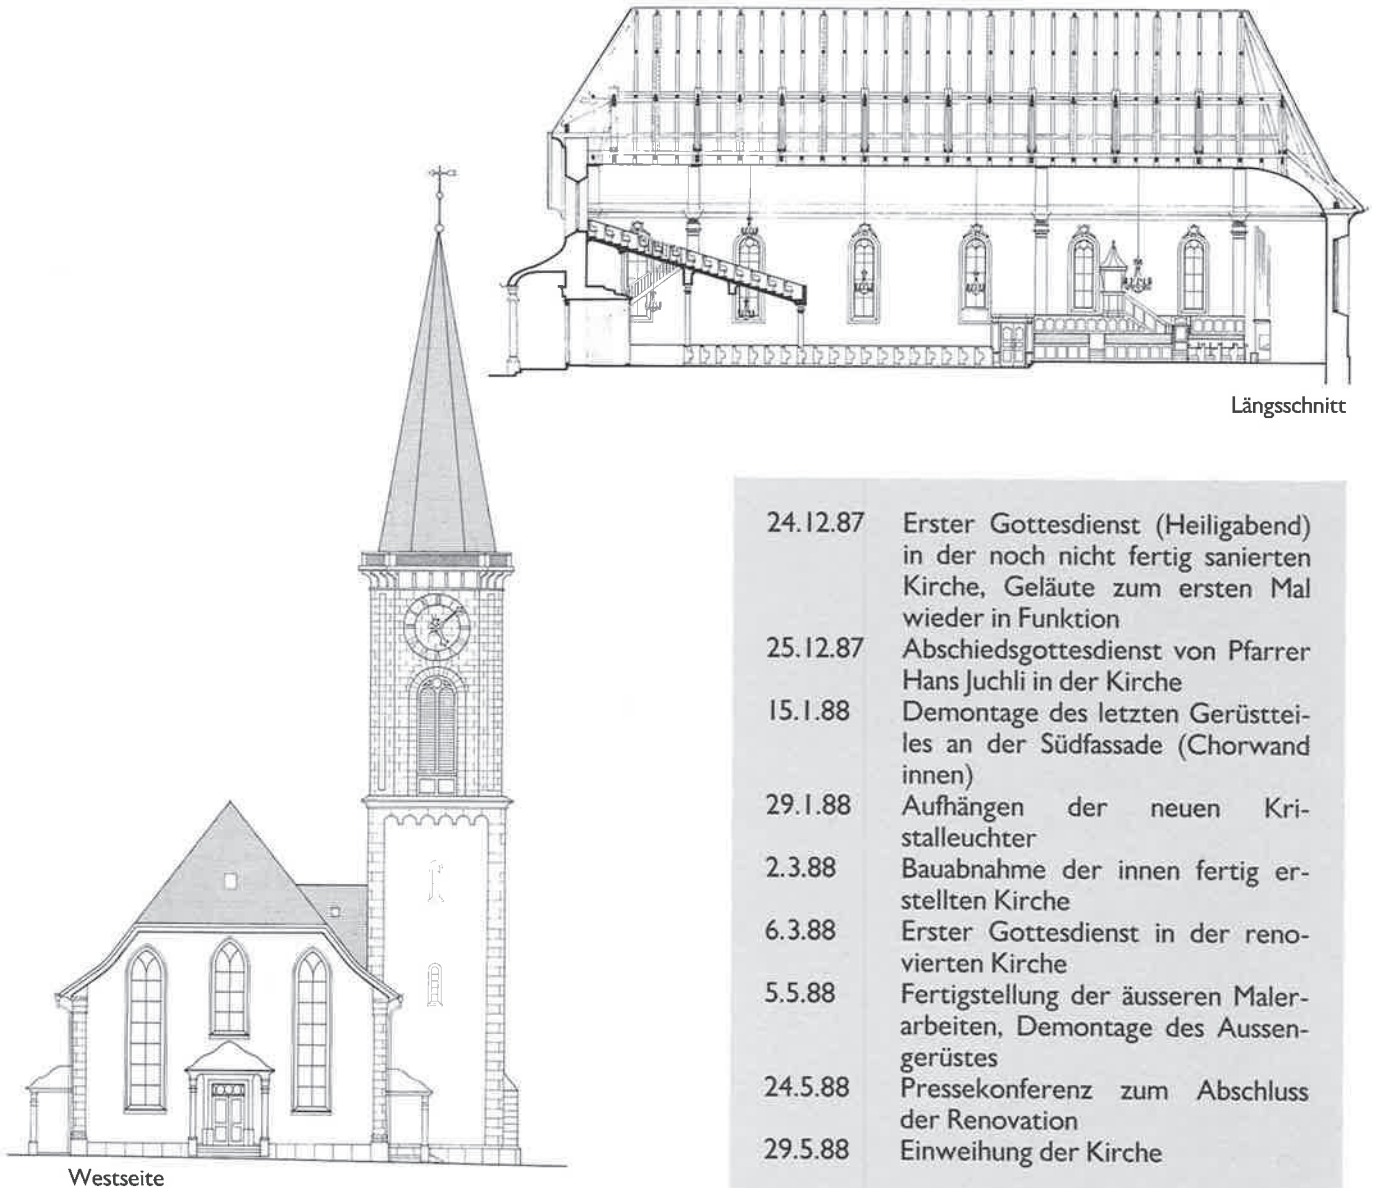 Längsschnitt
24.12.87 Erster Gottesdienst (Heiligabend)
in der noch nicht fertig sanierten
Kirche, Geläute zum ersten Mal
wieder in Funktion
25.12.87 Abschiedsgottesdienst von Pfarrer
Hans Juchli in der Kirche
15.1.88 Demontage des letzten Gerüsttei-
les an der Südfassade (Chorwand
innen)
29.1.88 Aufhängen der neuen Kri-
stalleuchter
2.3.88 Bauabnahme der innen fertig er-
stellten Kirche
6.3.88 Erster Gottesdienst in der reno-
vierten Kirche
5.5.88 Fertigstellung der äusseren Maler-
arbeiten, Demontage des Aussen-
gerüstes
24.5.88 Pressekonferenz zum Abschluss
der Renovation
29.5.88 Einweihung der Kirche
Westseite